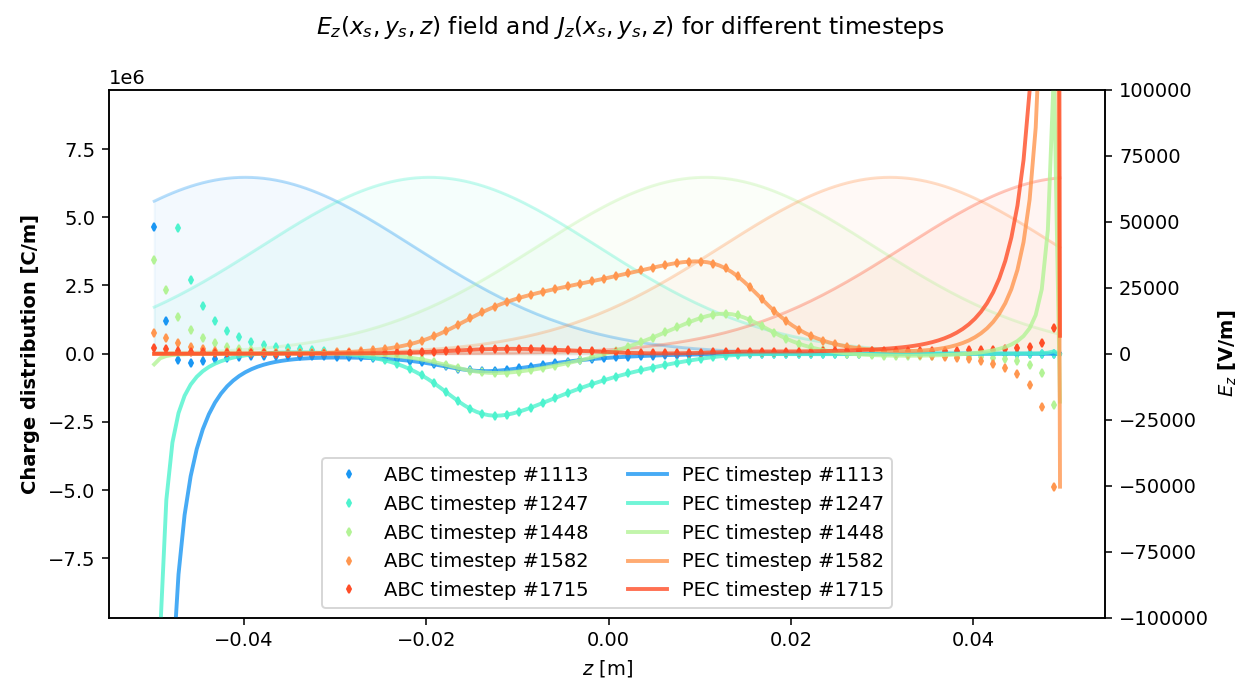 E_z(x_s, y_s, z) field and J_z(x_s, y_s, z) for different timesteps
1e6
7.5
5.0
2.5
0.0
−2.5
−5.0
−7.5
Charge distribution [C/m]
100000
75000
50000
25000
0
−25000
−50000
−75000
−100000
E_z [V/m]
ABC timestep #1113
ABC timestep #1247
ABC timestep #1448
ABC timestep #1582
ABC timestep #1715
PEC timestep #1113
PEC timestep #1247
PEC timestep #1448
PEC timestep #1582
PEC timestep #1715
−0.04
−0.02
0.00
0.02
0.04
z [m]